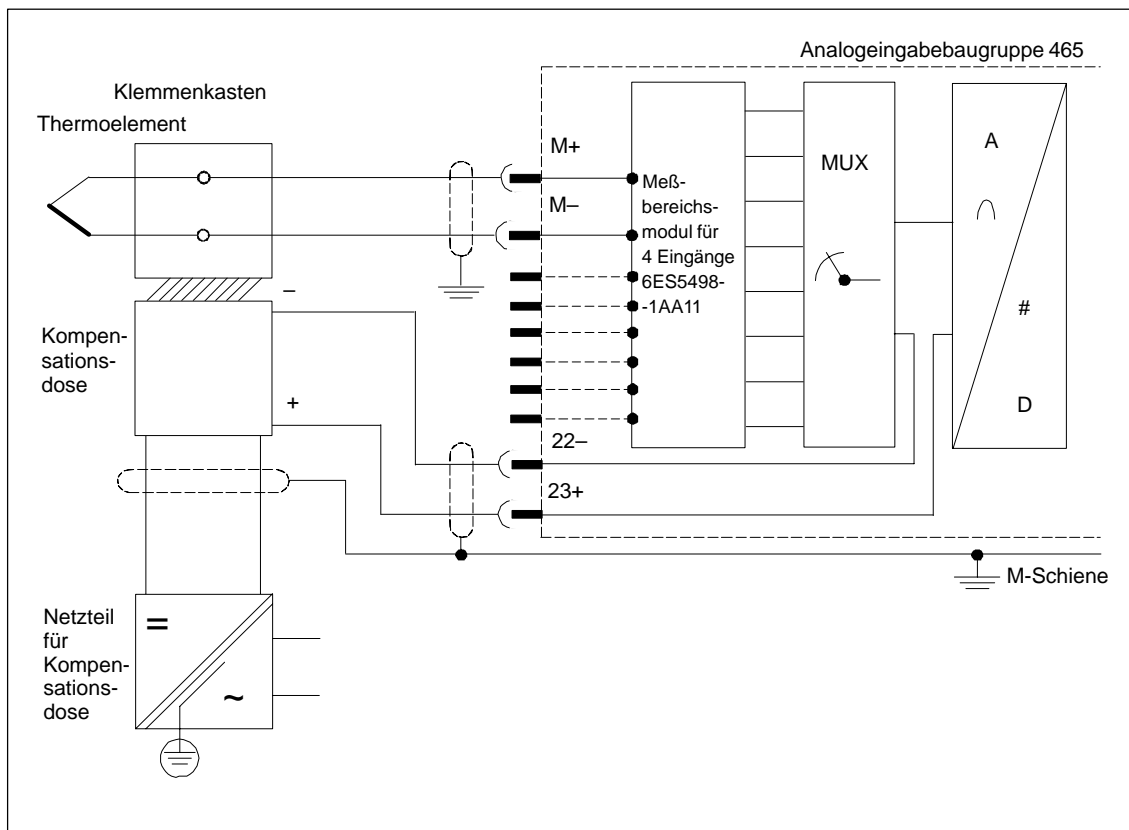 Analogeingabebaugruppe 465
Klemmenkasten
Thermoelement
M+
M–
Meß-
bereichs-
modul für
4 Eingänge
6ES5498-
-1AA11
MUX
A
#
D
–
Kompen-
sations-
dose
+
22–
23+
M-Schiene
Netzteil
für
Kompen-
sations-
dose
=
~